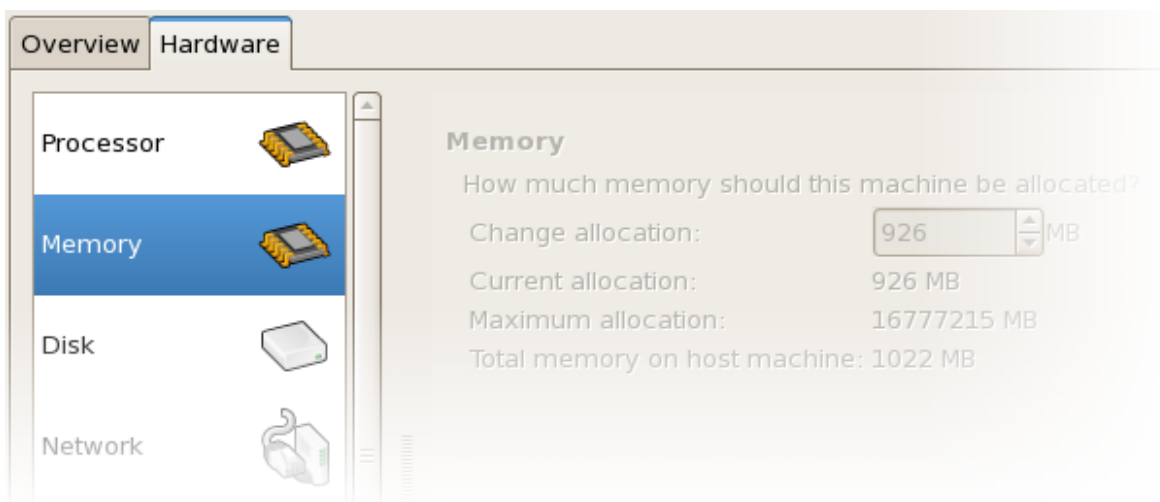 Overview Hardware
Processor
Memory
Disk
Network
Memory
How much memory should this machine be allocated?
Change allocation: 926 MB
Current allocation: 926 MB
Maximum allocation: 16777215 MB
Total memory on host machine: 1022 MB